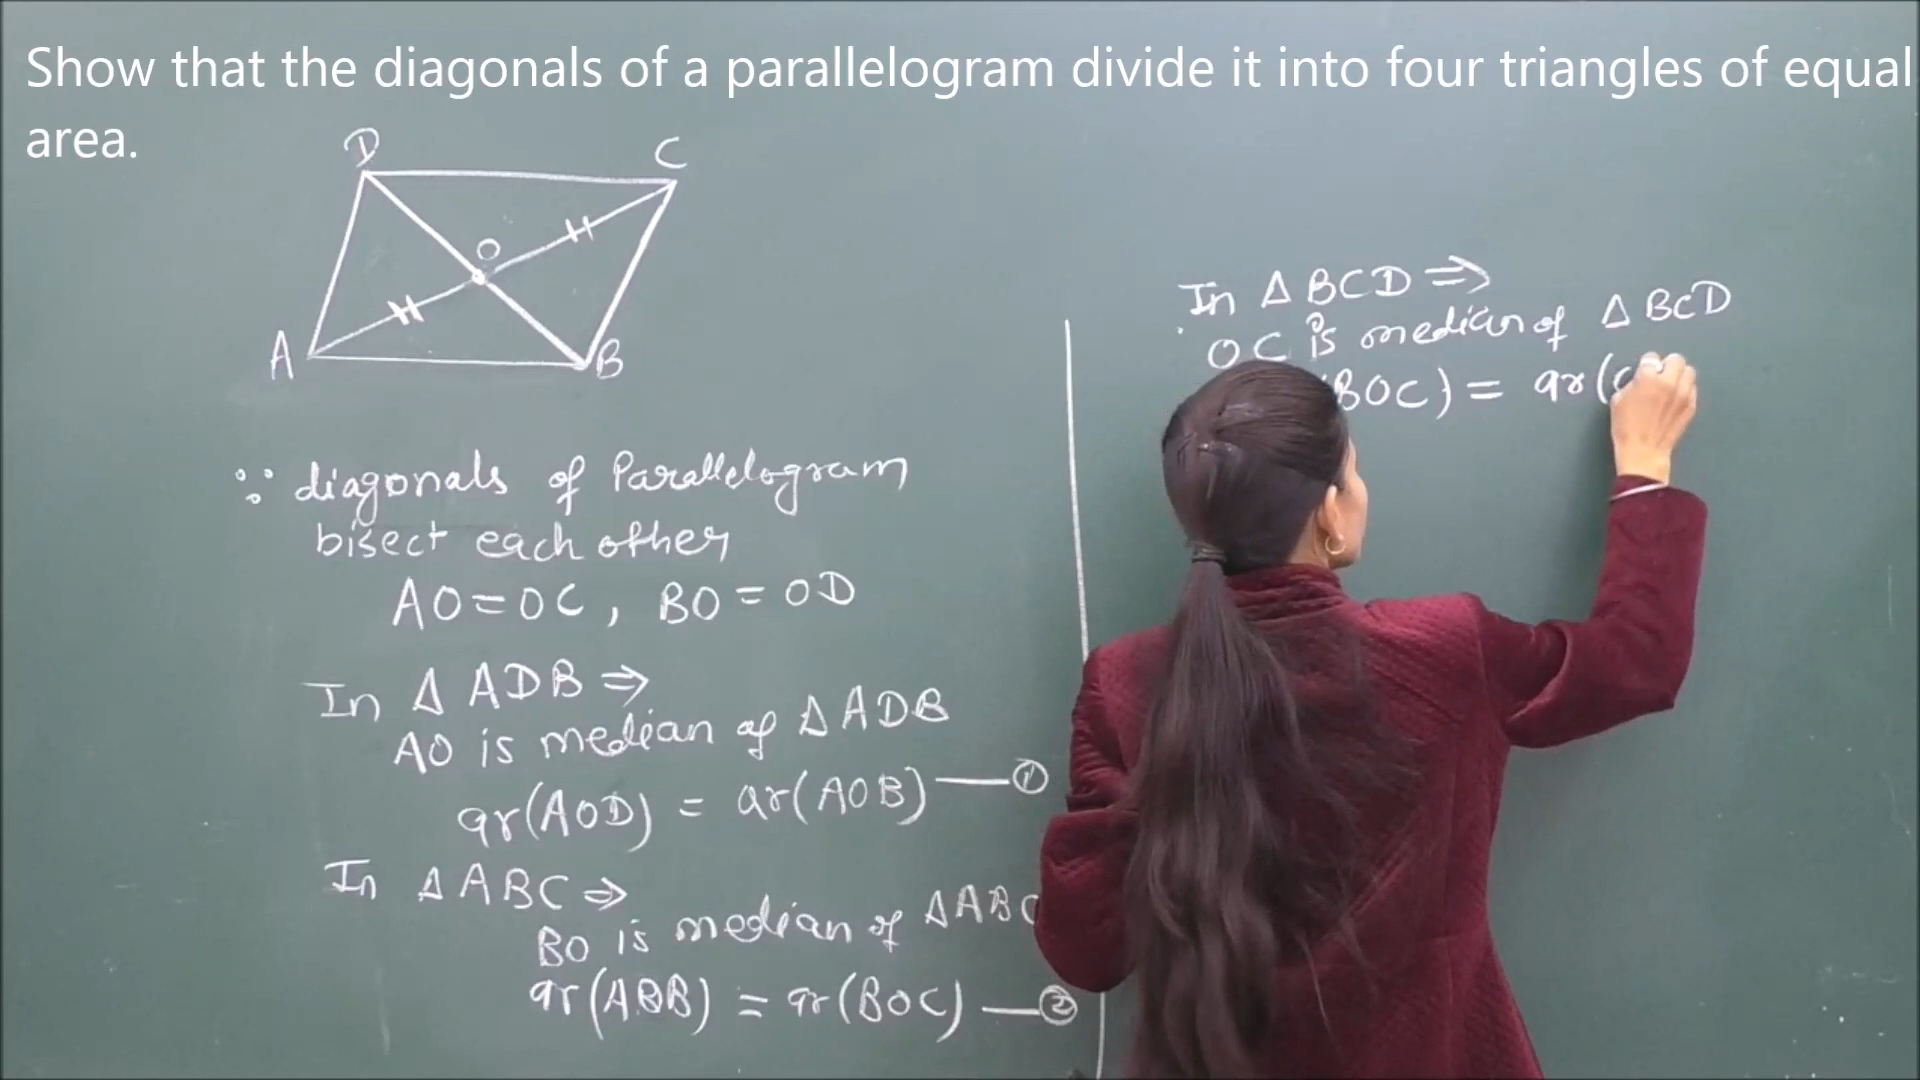 Show that the diagonals of a parallelogram divide it into four triangles of equal
area.
D C
O
A B
∵ diagonals of Parallelogram
bisect each other
AO = OC , BO = OD
In Δ ADB ⇒
AO is median of Δ ADB
ar(AOD) = ar(AOB) — ①
In Δ ABC ⇒
BO is median of Δ ABC
ar(AOB) = ar(BOC) — ②
In Δ BCD ⇒
OC is median of Δ BCD
(BOC) = ar(